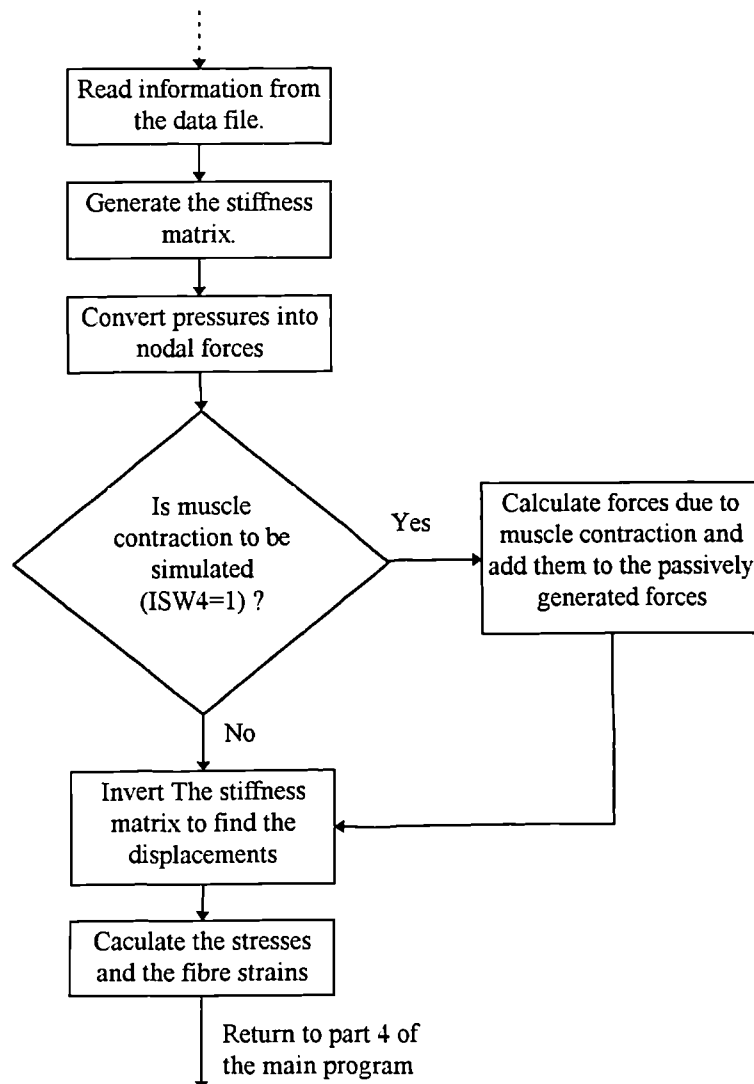 Read information from
the data file.
Generate the stiffness
matrix.
Convert pressures into
nodal forces
Is muscle
contraction to be
simulated
(ISW4=1) ?
Yes
Calculate forces due to
muscle contraction and
add them to the passively
generated forces
No
Invert The stiffness
matrix to find the
displacements
Caculate the stresses
and the fibre strains
Return to part 4 of
the main program